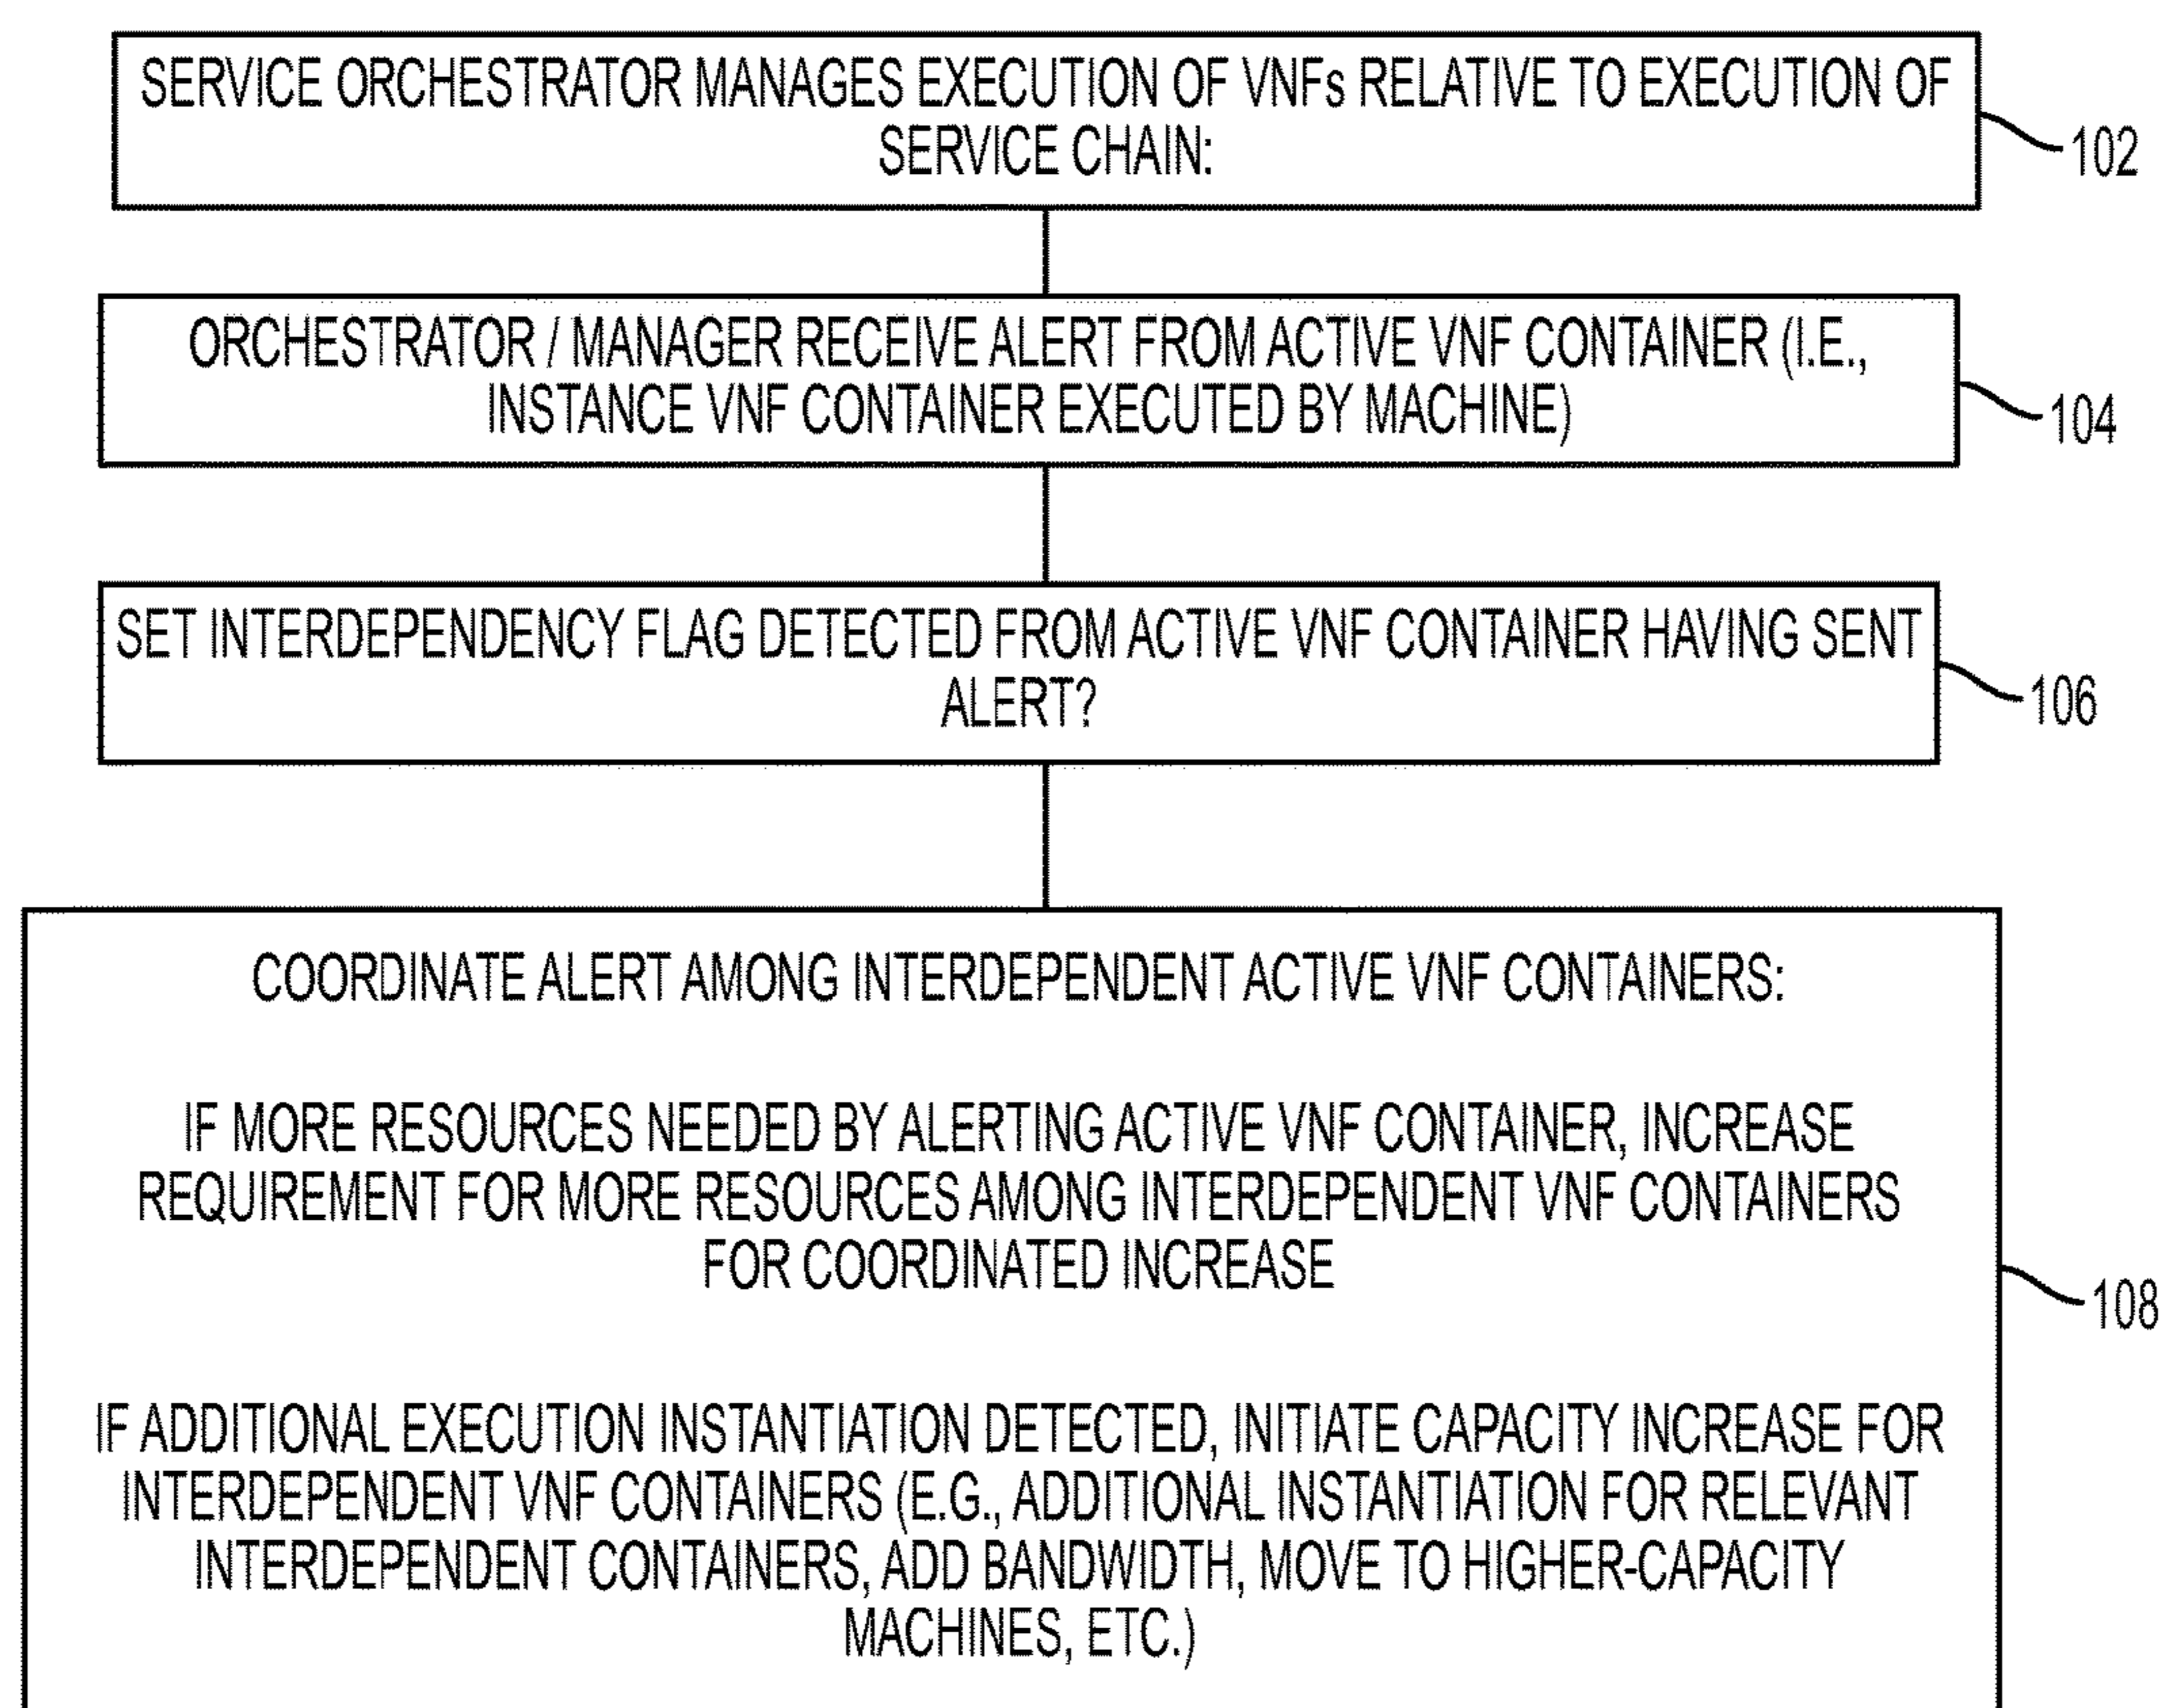 SERVICE ORCHESTRATOR MANAGES EXECUTION OF VNFs RELATIVE TO EXECUTION OF
SERVICE CHAIN:
102
ORCHESTRATOR / MANAGER RECEIVE ALERT FROM ACTIVE VNF CONTAINER (I.E.,
INSTANCE VNF CONTAINER EXECUTED BY MACHINE)
104
SET INTERDEPENDENCY FLAG DETECTED FROM ACTIVE VNF CONTAINER HAVING SENT
ALERT?
106
COORDINATE ALERT AMONG INTERDEPENDENT ACTIVE VNF CONTAINERS:
IF MORE RESOURCES NEEDED BY ALERTING ACTIVE VNF CONTAINER, INCREASE
REQUIREMENT FOR MORE RESOURCES AMONG INTERDEPENDENT VNF CONTAINERS
FOR COORDINATED INCREASE
108
IF ADDITIONAL EXECUTION INSTANTIATION DETECTED, INITIATE CAPACITY INCREASE FOR
INTERDEPENDENT VNF CONTAINERS (E.G., ADDITIONAL INSTANTIATION FOR RELEVANT
INTERDEPENDENT CONTAINERS, ADD BANDWIDTH, MOVE TO HIGHER-CAPACITY
MACHINES, ETC.)